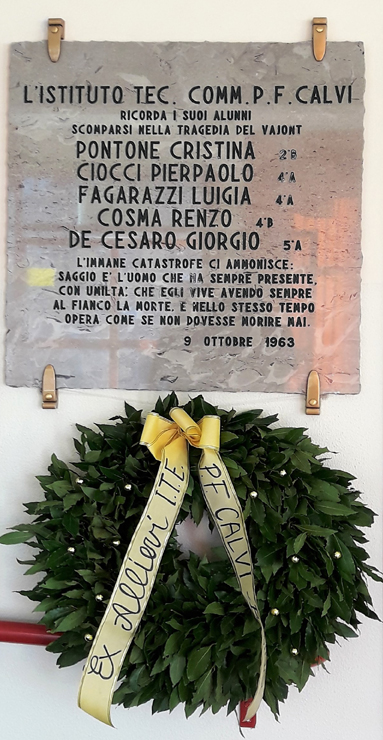 L'ISTITUTO TEC. COMM. P. F. CALVI
RICORDA I SUOI ALUNNI
SCOMPARSI NELLA TRAGEDIA DEL VAJONT
PONTONE CRISTINA 2ªB
CIOCCI PIERPAOLO 4ªA
FAGARAZZI LUIGIA 4ªA
COSMA RENZO 4ªB
DE CESARO GIORGIO 5ªA
L'IMMANE CATASTROFE CI AMMONISCE:
SAGGIO E' L'UOMO CHE HA SEMPRE PRESENTE,
CON UMILTA', CHE EGLI VIVE AVENDO SEMPRE
AL FIANCO LA MORTE, E NELLO STESSO TEMPO
OPERA COME SE NON DOVESSE MORIRE MAI.
9 OTTOBRE 1963
EX Allievi I.T.E.
PF CALVI